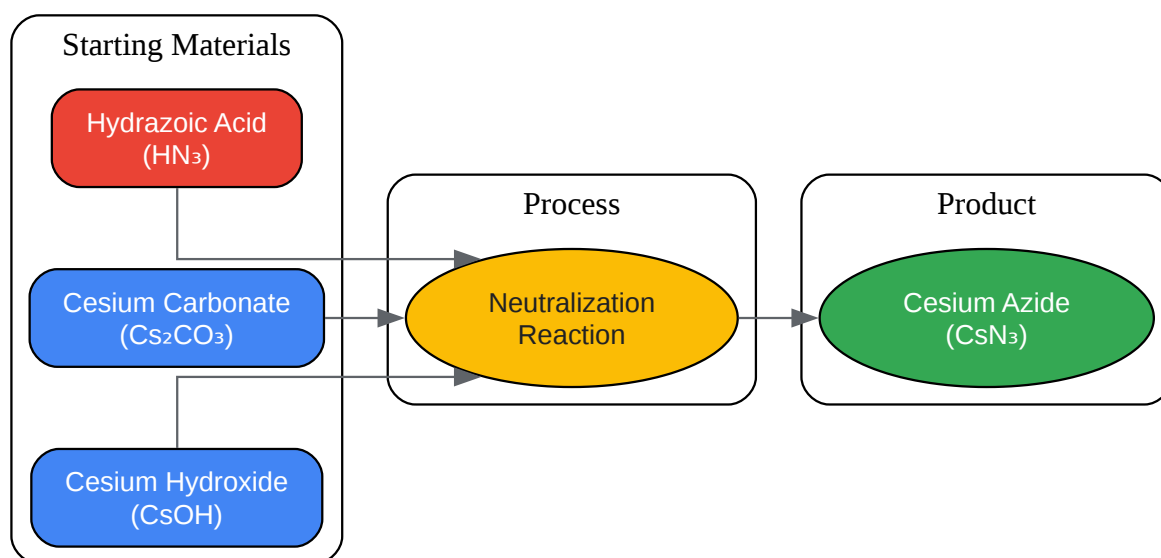 Starting Materials
Hydrazoic Acid
(HN₃)
Cesium Carbonate
(Cs₂CO₃)
Cesium Hydroxide
(CsOH)
Process
Neutralization
Reaction
Product
Cesium Azide
(CsN₃)